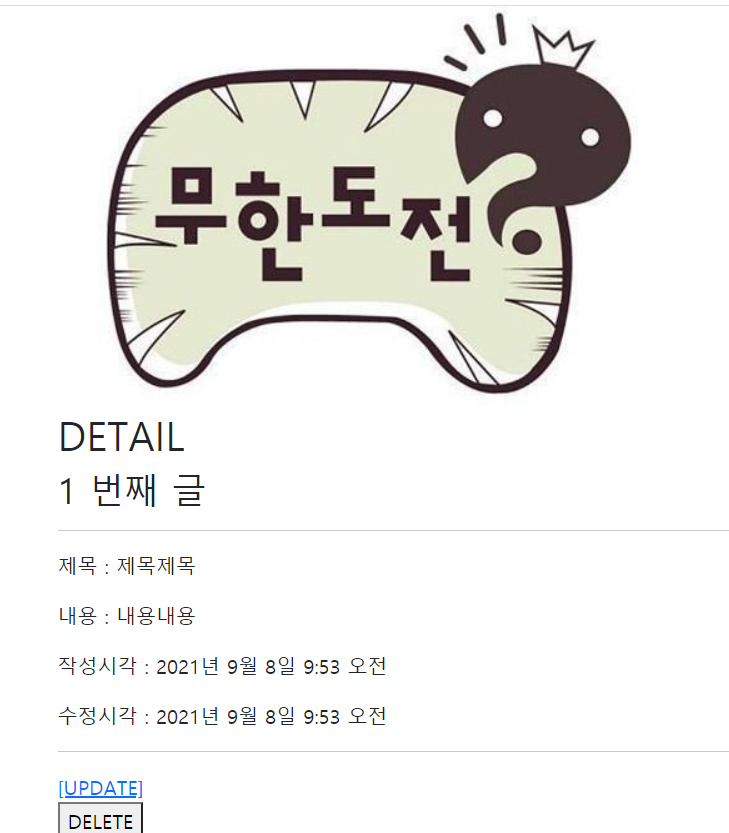 무한도전
DETAIL
1 번째 글
제목 : 제목제목
내용 : 내용내용
작성시각 : 2021년 9월 8일 9:53 오전
수정시각 : 2021년 9월 8일 9:53 오전
[UPDATE]
DELETE